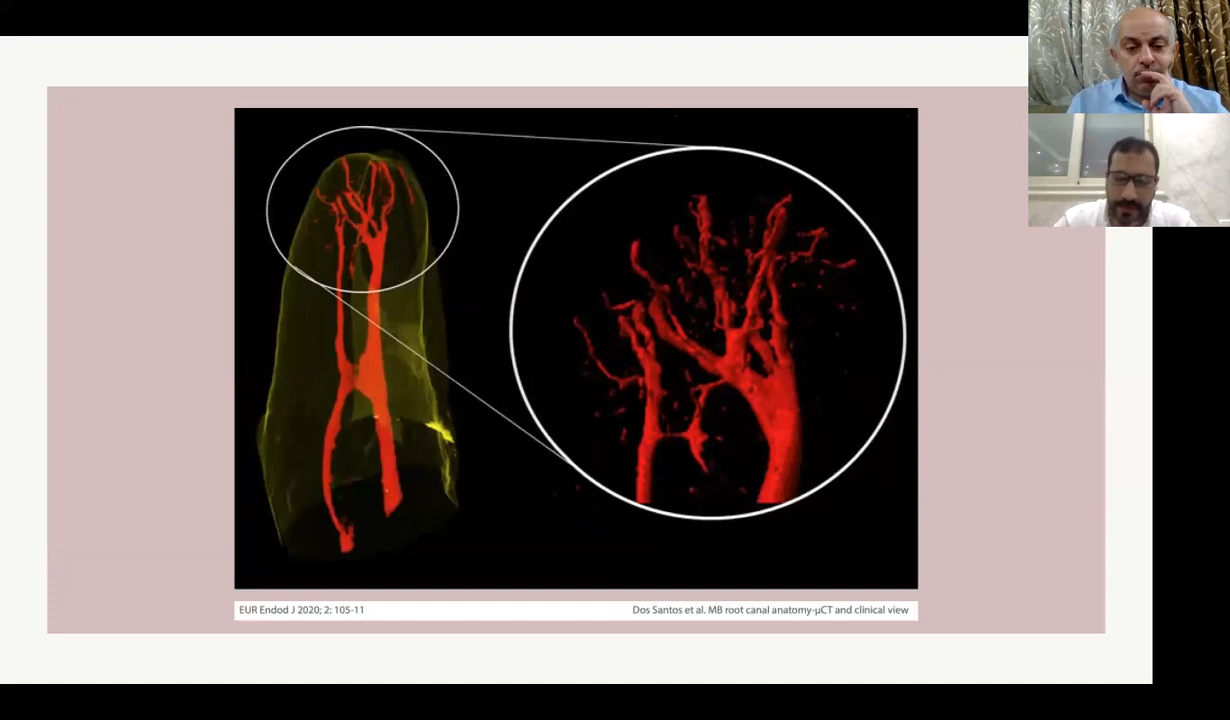 EUR Endod J 2020; 2: 105-11
Dos Santos et al. MB root canal anatomy-µCT and clinical view